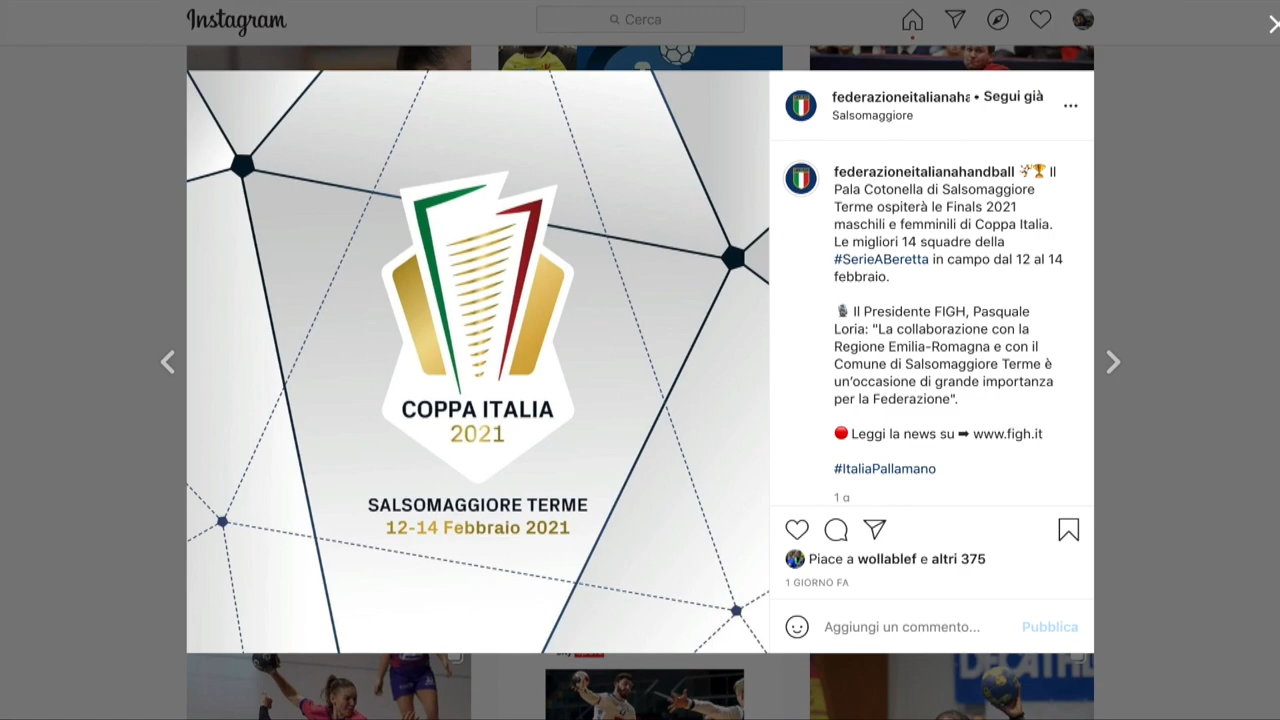 Instagram
Cerca
COPPA ITALIA
2021
SALSOMAGGIORE TERME
12-14 Febbraio 2021
federazioneitalianaha • Segui già
Salsomaggiore
federazioneitalianahandball 🤾🏆 Il
Pala Cotonella di Salsomaggiore
Terme ospiterà le Finals 2021
maschili e femminili di Coppa Italia.
Le migliori 14 squadre della
#SerieABeretta in campo dal 12 al 14
febbraio.
🎙 Il Presidente FIGH, Pasquale
Loria: "La collaborazione con la
Regione Emilia-Romagna e con il
Comune di Salsomaggiore Terme è
un'occasione di grande importanza
per la Federazione".
🔴 Leggi la news su ➡ www.figh.it
#ItaliaPallamano
1 g
Piace a wollablef e altri 375
1 GIORNO FA
Aggiungi un commento... Pubblica